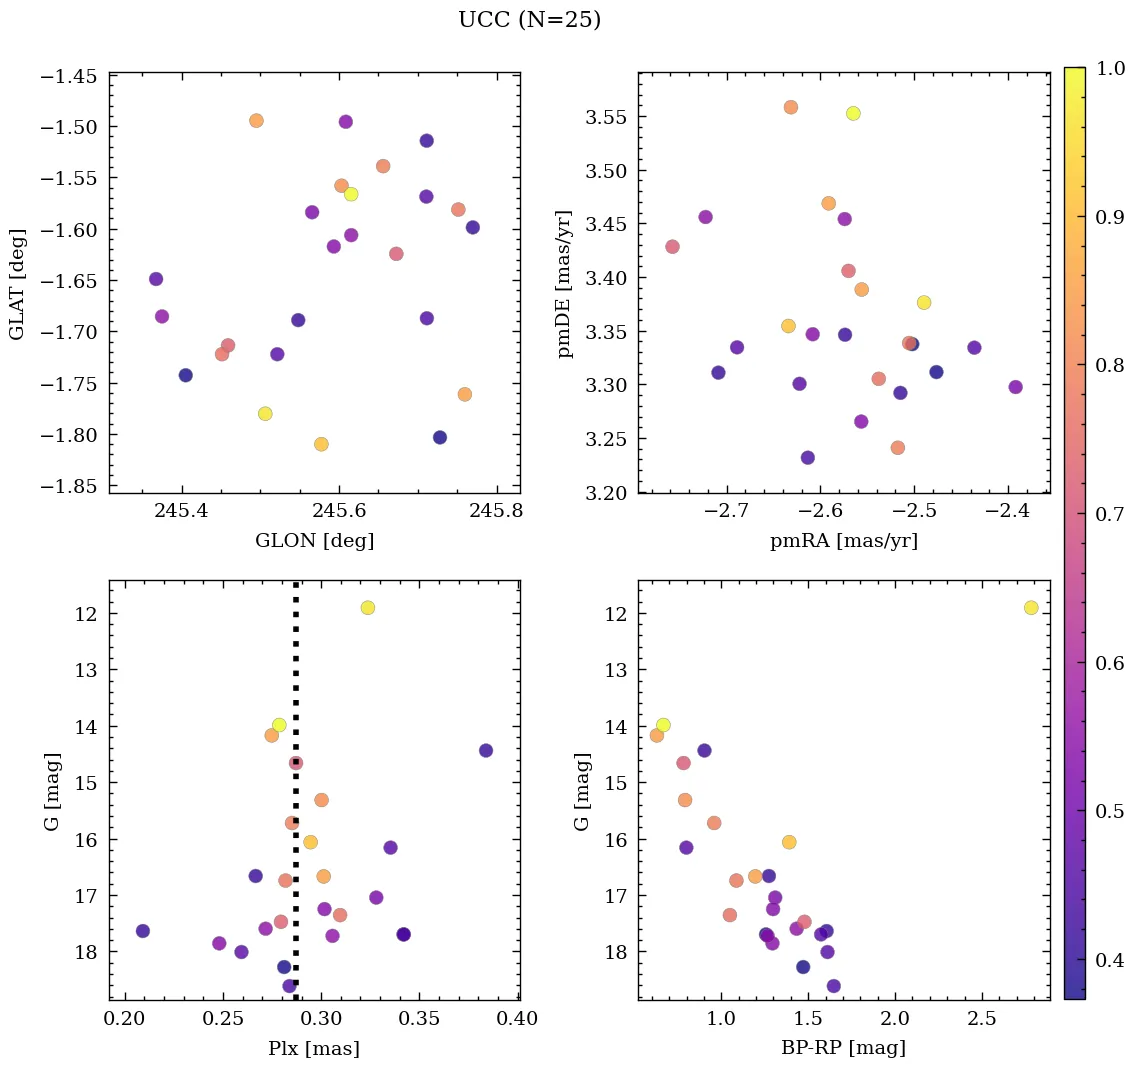 UCC (N=25)
−1.45
−1.50
−1.55
−1.60
−1.65
−1.70
−1.75
−1.80
−1.85
GLAT [deg]
245.4 245.6 245.8
GLON [deg]
3.55
3.50
3.45
3.40
3.35
3.30
3.25
3.20
pmDE [mas/yr]
−2.7 −2.6 −2.5 −2.4
pmRA [mas/yr]
12
13
14
15
16
17
18
G [mag]
0.20 0.25 0.30 0.35 0.40
Plx [mas]
12
13
14
15
16
17
18
G [mag]
1.0 1.5 2.0 2.5
BP-RP [mag]
1.0
0.9
0.8
0.7
0.6
0.5
0.4